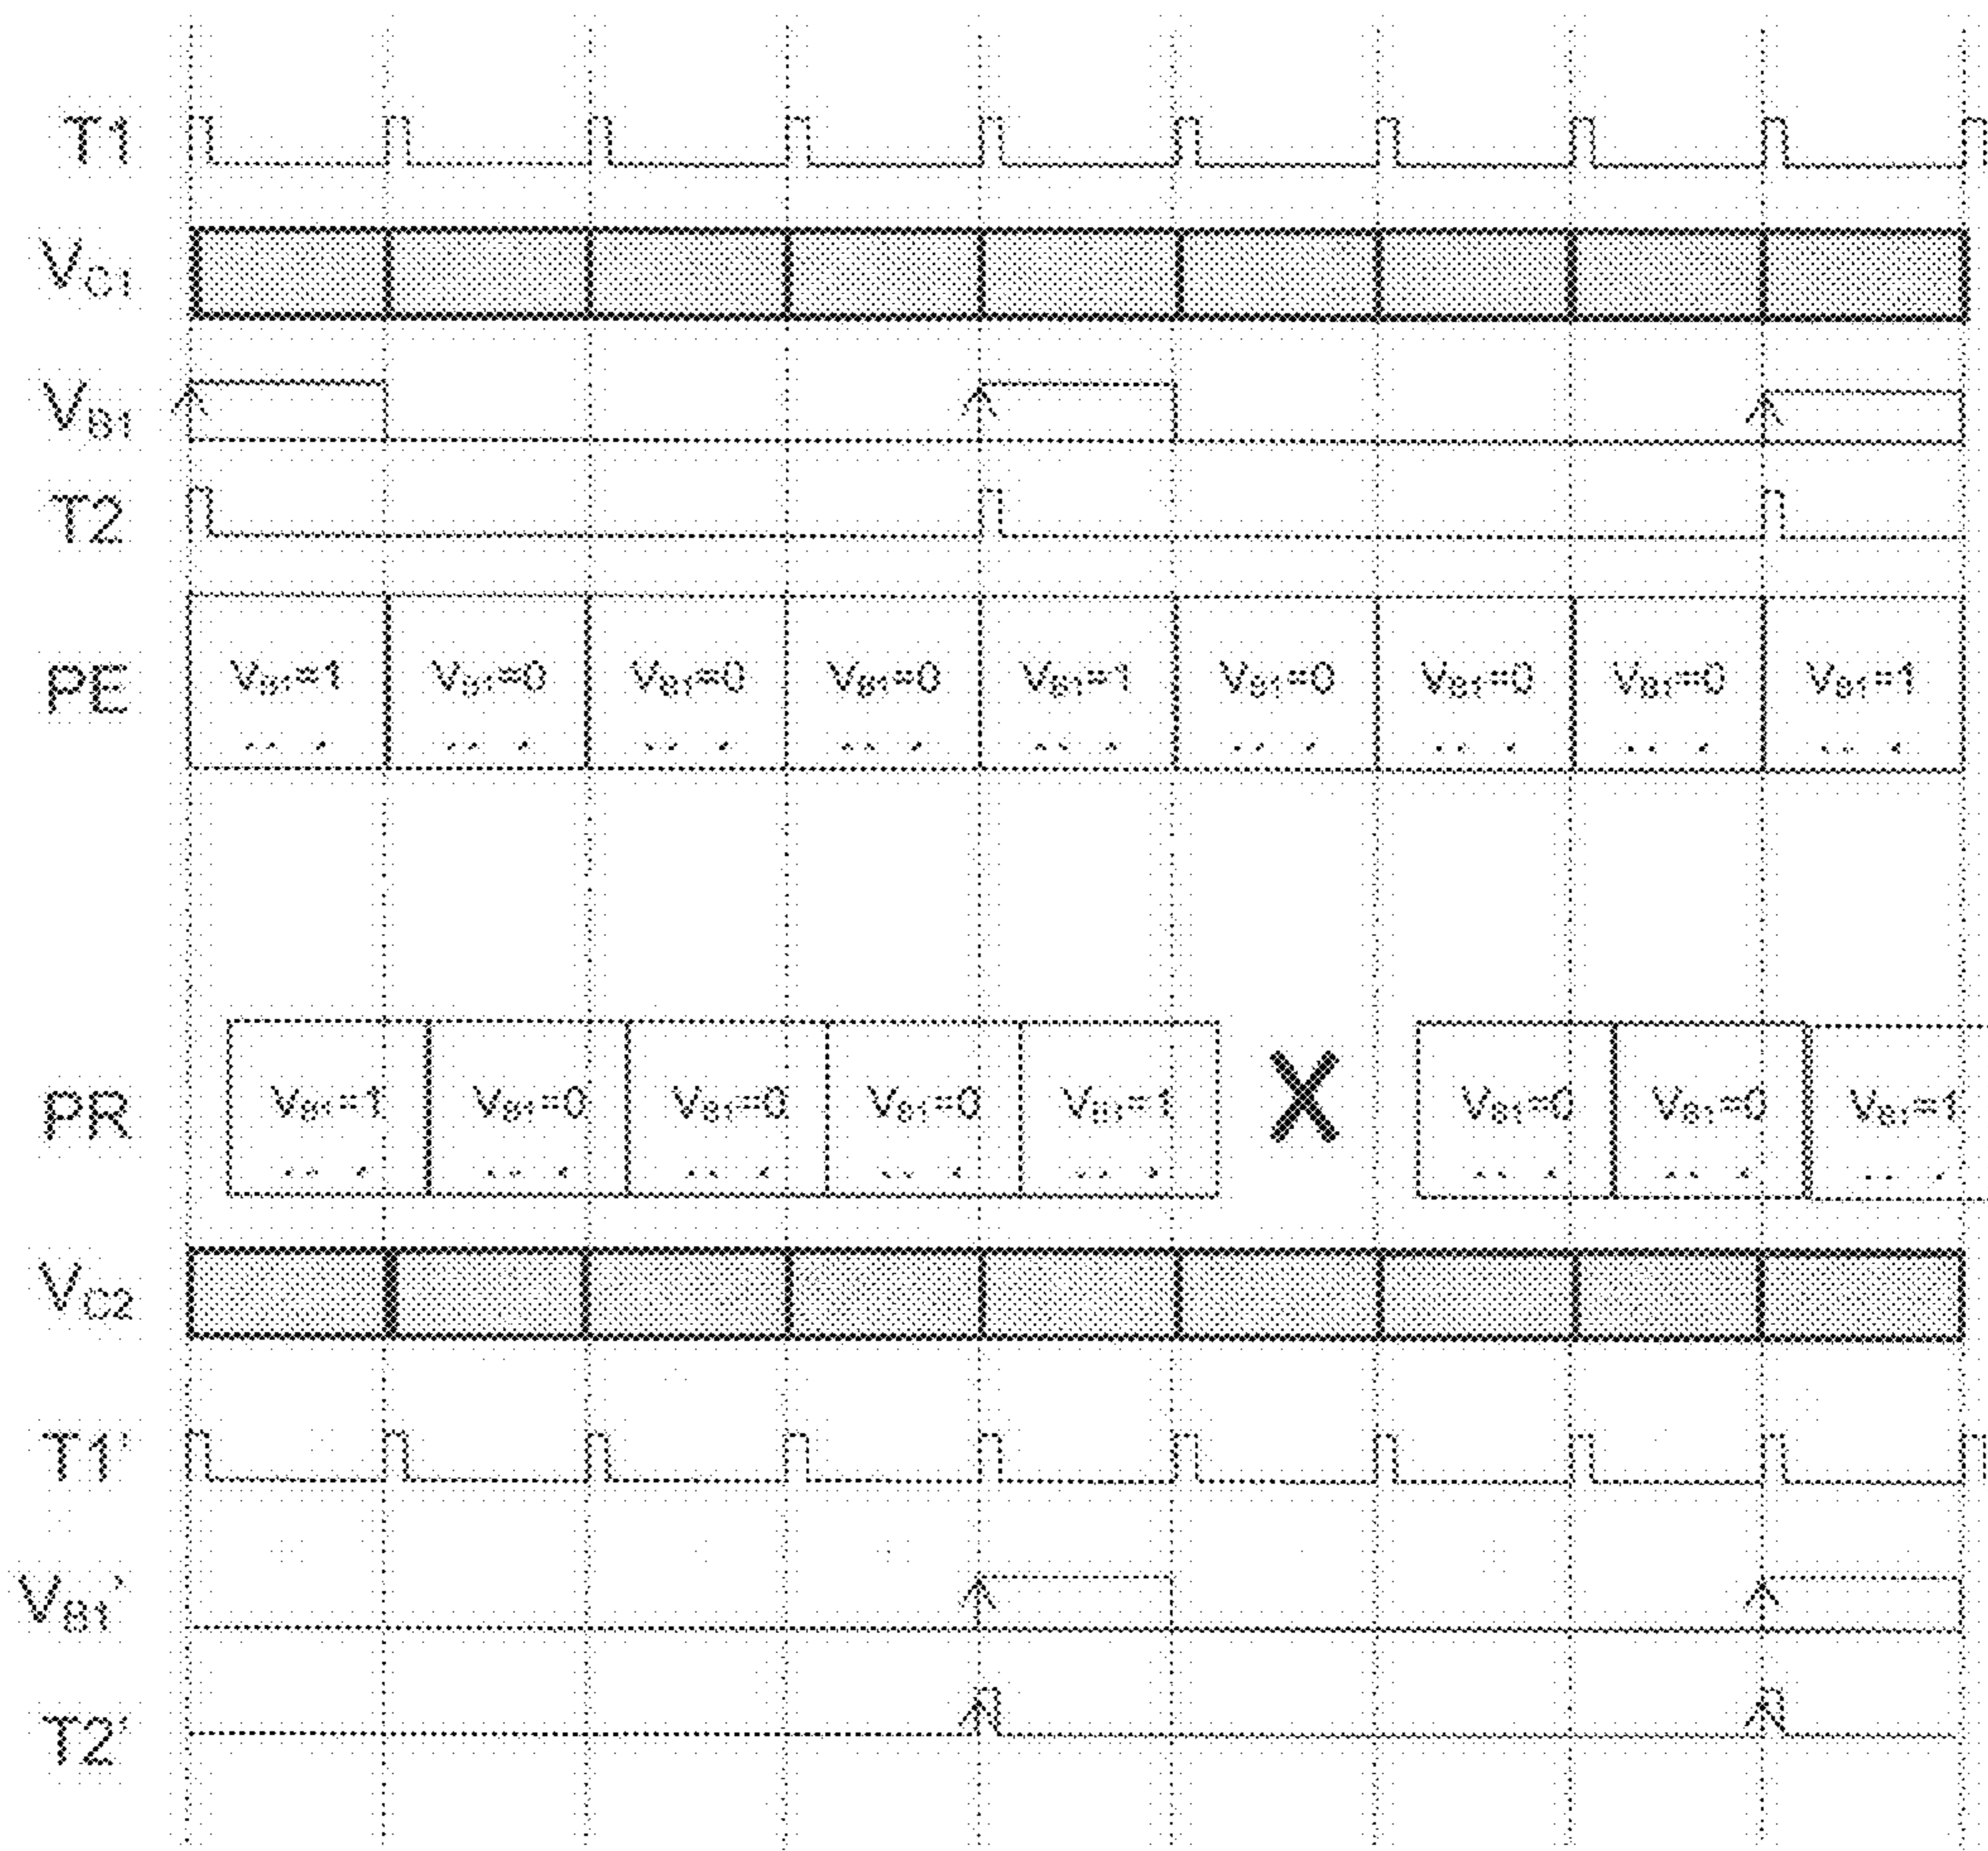 T1
VC1
VB1
T2
PE VB1=1 VB1=0 VB1=0 VB1=0 VB1=1 VB1=0 VB1=0 VB1=0 VB1=1
... ... ... ... ... ... ... ... ...
PR VB1=1 VB1=0 VB1=0 VB1=0 VB1=1 X VB1=0 VB1=0 VB1=1
... ... ... ... ... ... ... ...
VC2
T1'
VB1'
T2'